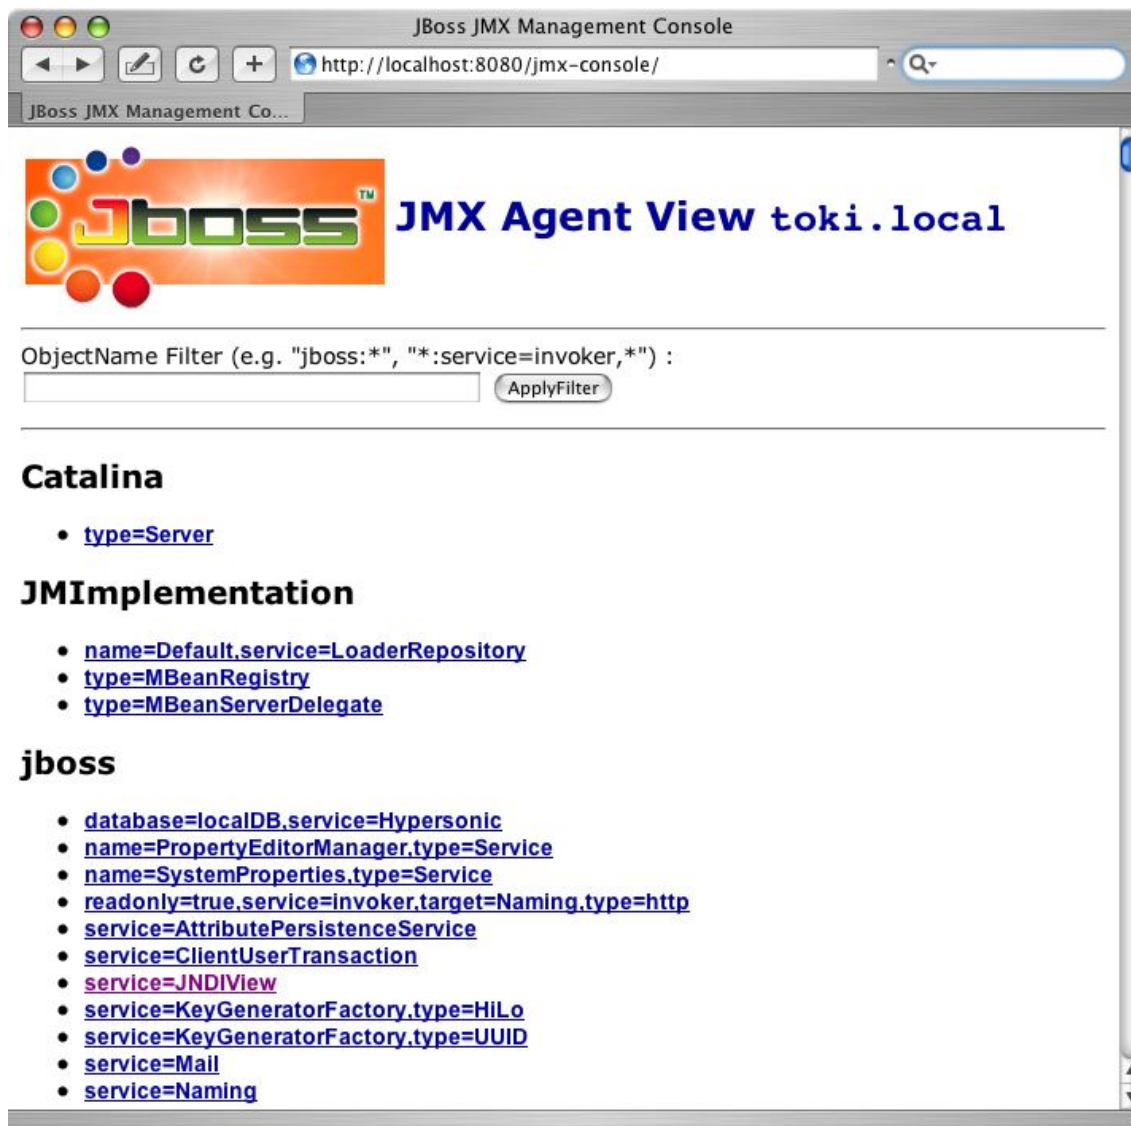 JBoss JMX Management Console
http://localhost:8080/jmx-console/
JBoss JMX Management Co...
Jboss TM
JMX Agent View toki.local
ObjectName Filter (e.g. "jboss:*", "*:service=invoker,*") :
ApplyFilter
Catalina
type=Server
JMImplementation
name=Default,service=LoaderRepository
type=MBeanRegistry
type=MBeanServerDelegate
jboss
database=localDB,service=Hypersonic
name=PropertyEditorManager,type=Service
name=SystemProperties,type=Service
readonly=true,service=invoker,target=Naming,type=http
service=AttributePersistenceService
service=ClientUserTransaction
service=JNDIView
service=KeyGeneratorFactory,type=HiLo
service=KeyGeneratorFactory,type=UUID
service=Mail
service=Naming